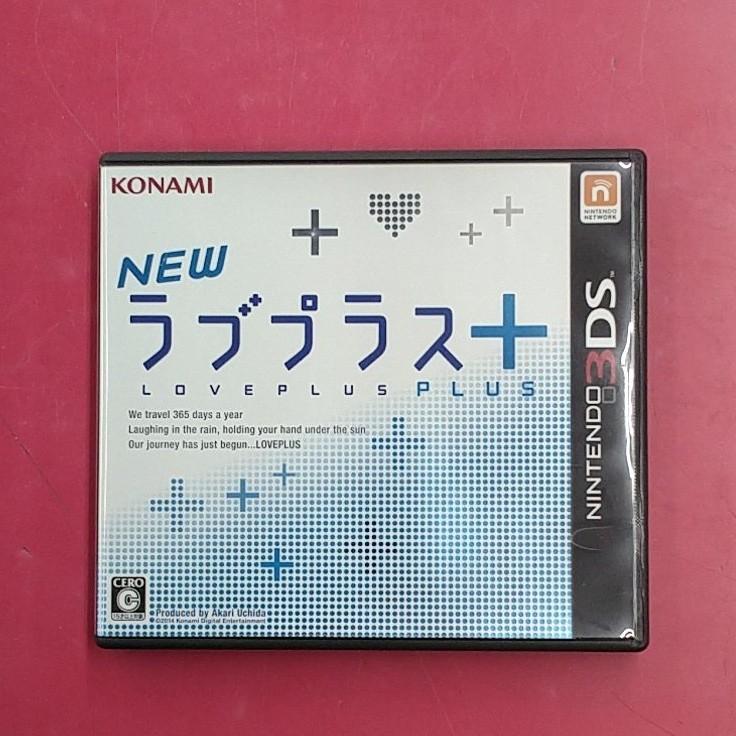 KONAMI
n
NINTENDO
NETWORK
NEW
ラブプラス+
LOVEPLUS PLUS
We travel 365 days a year
Laughing in the rain, holding your hand under the sun
Our journey has just begun...LOVEPLUS
NINTENDO 3DS™
CERO
C
Produced by Akari Uchida
©2014 Konami Digital Entertainment